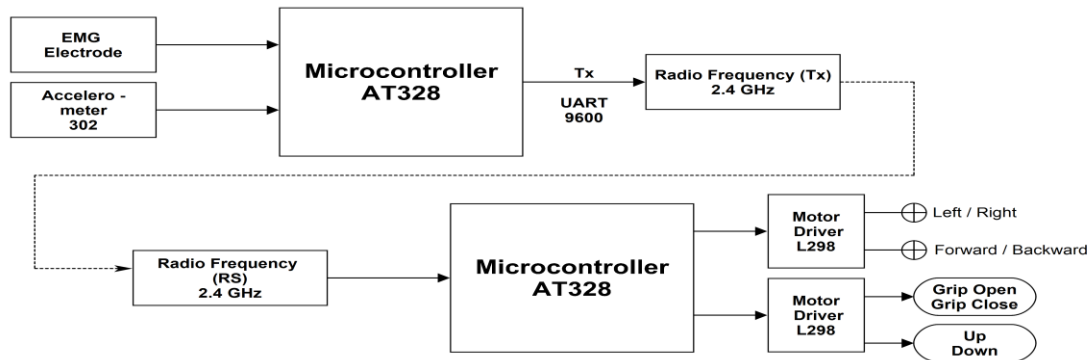 EMG
Electrode
Accelero -
meter
302
Microcontroller
AT328
Tx
UART
9600
Radio Frequency (Tx)
2.4 GHz
Radio Frequency
(RS)
2.4 GHz
Microcontroller
AT328
Motor
Driver
L298
Left / Right
Forward / Backward
Motor
Driver
L298
Grip Open
Grip Close
Up
Down